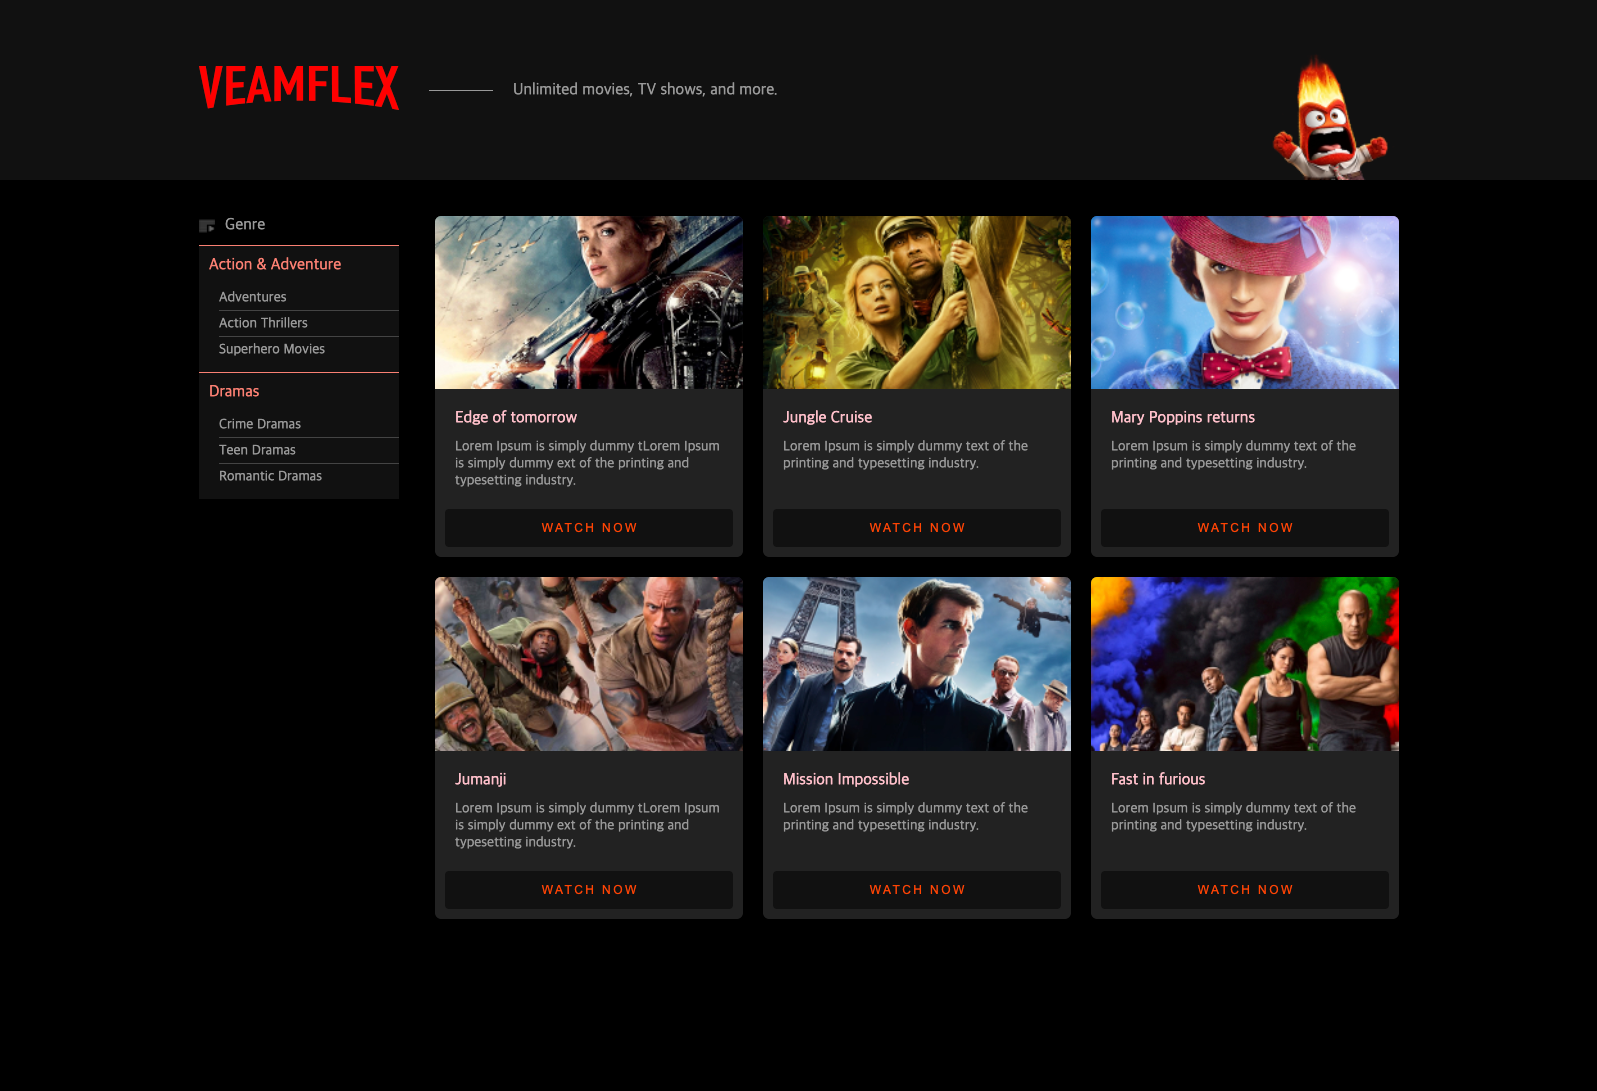 VEAMFLEX
Unlimited movies, TV shows, and more.
Genre
Action & Adventure
Adventures
Action Thrillers
Superhero Movies
Dramas
Crime Dramas
Teen Dramas
Romantic Dramas
Edge of tomorrow
Lorem Ipsum is simply dummy tLorem Ipsum
is simply dummy ext of the printing and
typesetting industry.
WATCH NOW
Jungle Cruise
Lorem Ipsum is simply dummy text of the
printing and typesetting industry.
WATCH NOW
Mary Poppins returns
Lorem Ipsum is simply dummy text of the
printing and typesetting industry.
WATCH NOW
Jumanji
Lorem Ipsum is simply dummy tLorem Ipsum
is simply dummy ext of the printing and
typesetting industry.
WATCH NOW
Mission Impossible
Lorem Ipsum is simply dummy text of the
printing and typesetting industry.
WATCH NOW
Fast in furious
Lorem Ipsum is simply dummy text of the
printing and typesetting industry.
WATCH NOW